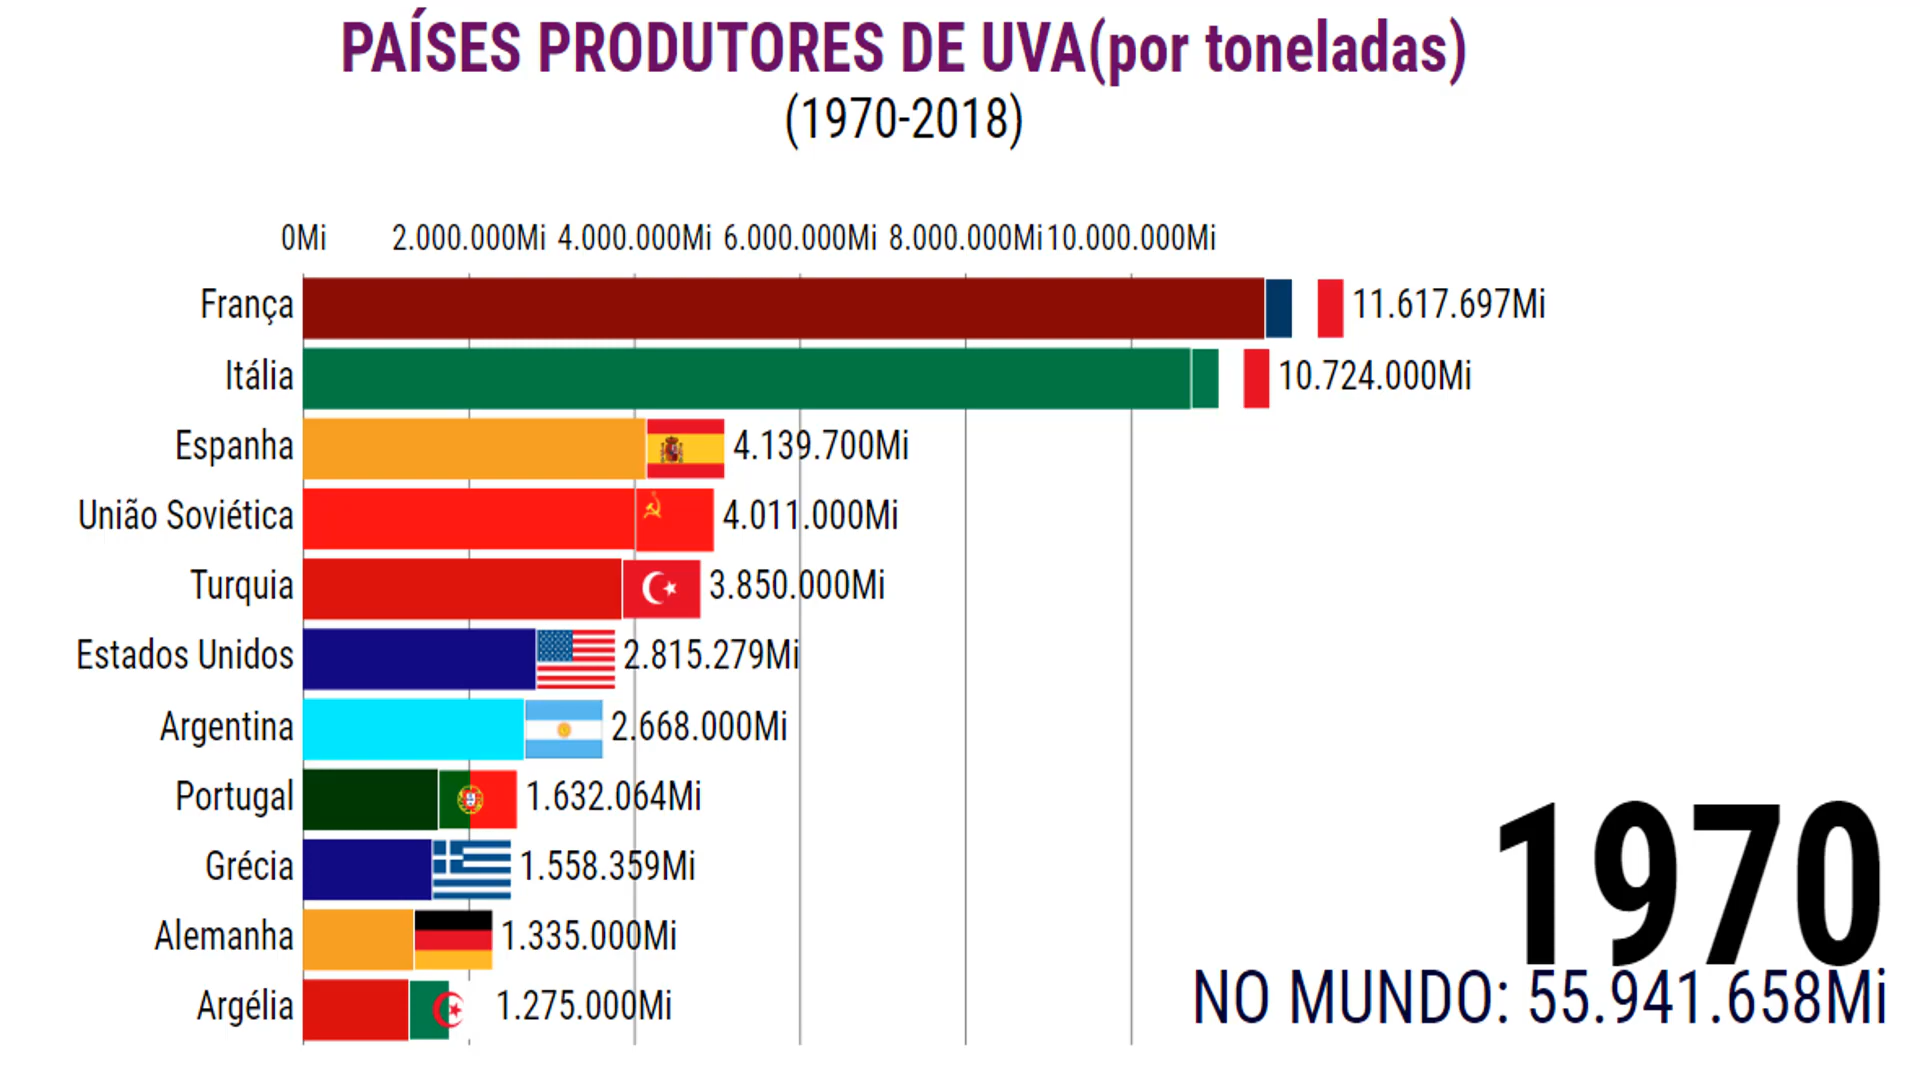 PAÍSES PRODUTORES DE UVA(por toneladas)
(1970-2018)
0Mi 2.000.000Mi 4.000.000Mi 6.000.000Mi 8.000.000Mi 10.000.000Mi
França 11.617.697Mi
Itália 10.724.000Mi
Espanha 4.139.700Mi
União Soviética 4.011.000Mi
Turquia 3.850.000Mi
Estados Unidos 2.815.279Mi
Argentina 2.668.000Mi
Portugal 1.632.064Mi
Grécia 1.558.359Mi
Alemanha 1.335.000Mi
Argélia 1.275.000Mi
1970
NO MUNDO: 55.941.658Mi